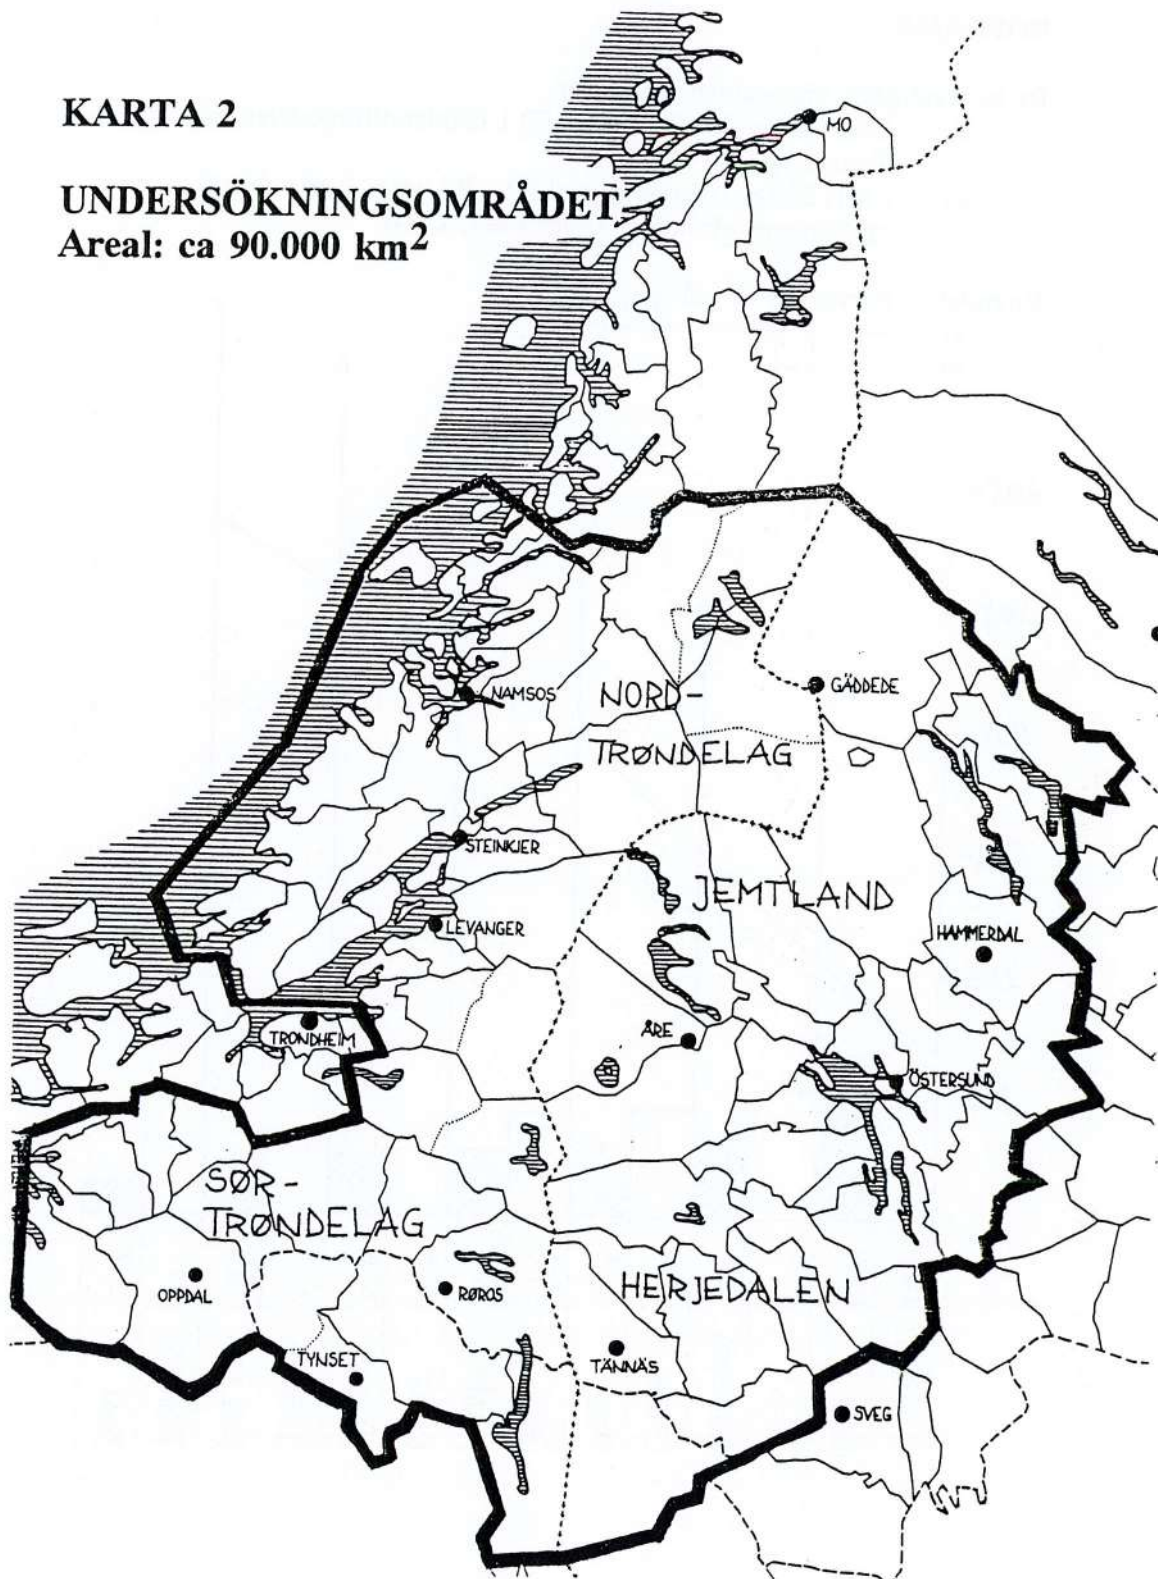 KARTA 2
UNDERSÖKNINGSOMRÅDET
Areal: ca 90.000 km²
MO
NAMSOS
NORD-
TRØNDELAG
GÄDDEDE
STEINKJER
JEMTLAND
LEVANGER
HAMMERDAL
TRONDHEIM
ÅRE
ÖSTERSUND
SØR-
TRØNDELAG
OPPDAL
RØROS
HERJEDALEN
TYNSET
TÄNNÄS
SVEG